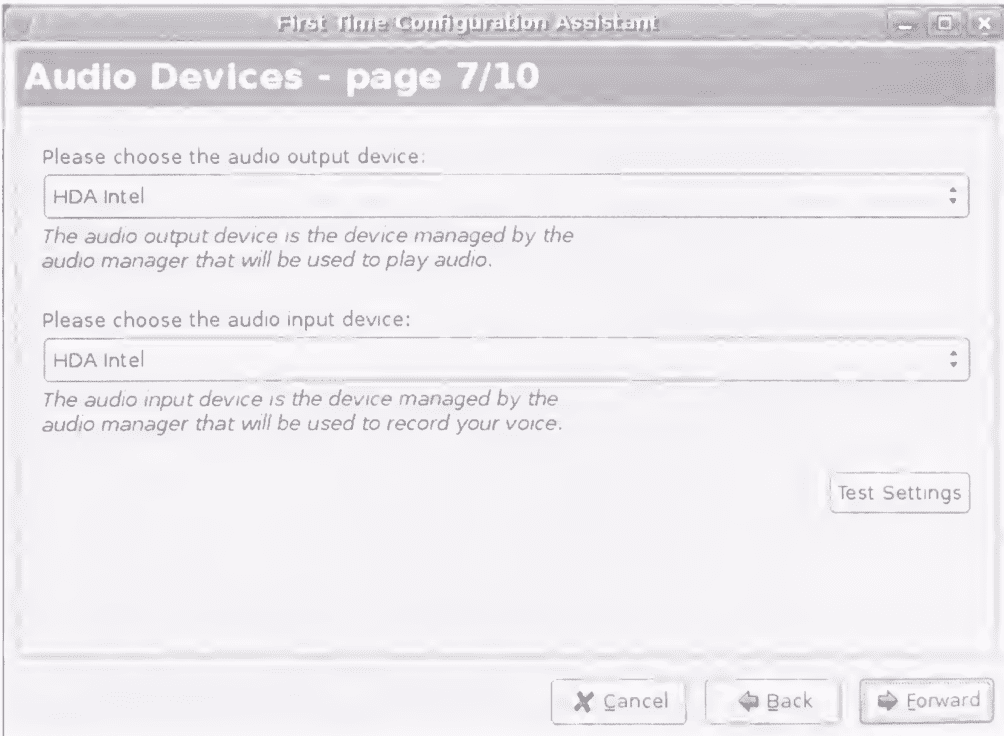 First Time Configuration Assistant
Audio Devices - page 7/10
Please choose the audio output device:
HDA Intel
The audio output device is the device managed by the
audio manager that will be used to play audio.
Please choose the audio input device:
HDA Intel
The audio input device is the device managed by the
audio manager that will be used to record your voice.
Test Settings
Cancel
Back
Forward